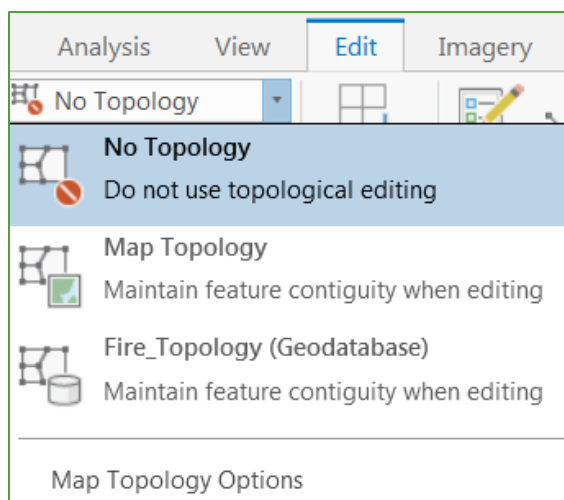 Analysis View Edit Imagery
No Topology
No Topology
Do not use topological editing
Map Topology
Maintain feature contiguity when editing
Fire_Topology (Geodatabase)
Maintain feature contiguity when editing
Map Topology Options